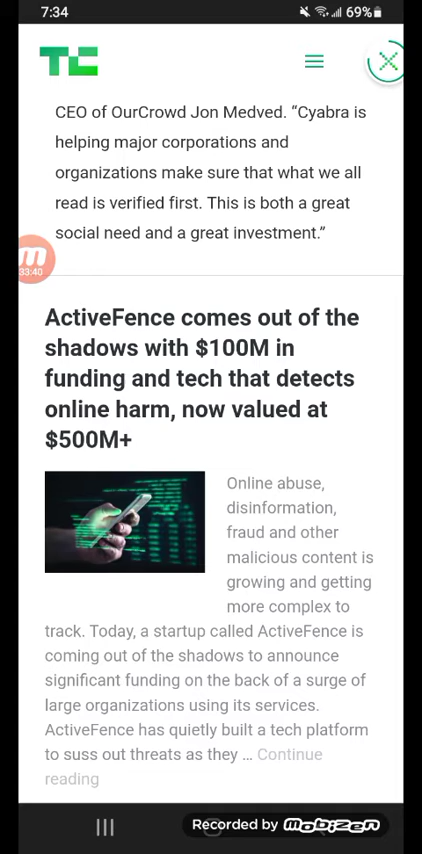 7:34
69%
TC
CEO of OurCrowd Jon Medved. “Cyabra is
helping major corporations and
organizations make sure that what we all
read is verified first. This is both a great
social need and a great investment.”
m
33:40
ActiveFence comes out of the
shadows with $100M in
funding and tech that detects
online harm, now valued at
$500M+
Online abuse,
disinformation,
fraud and other
malicious content is
growing and getting
more complex to
track. Today, a startup called ActiveFence is
coming out of the shadows to announce
significant funding on the back of a surge of
large organizations using its services.
ActiveFence has quietly built a tech platform
to suss out threats as they … Continue
reading
Recorded by mobizen